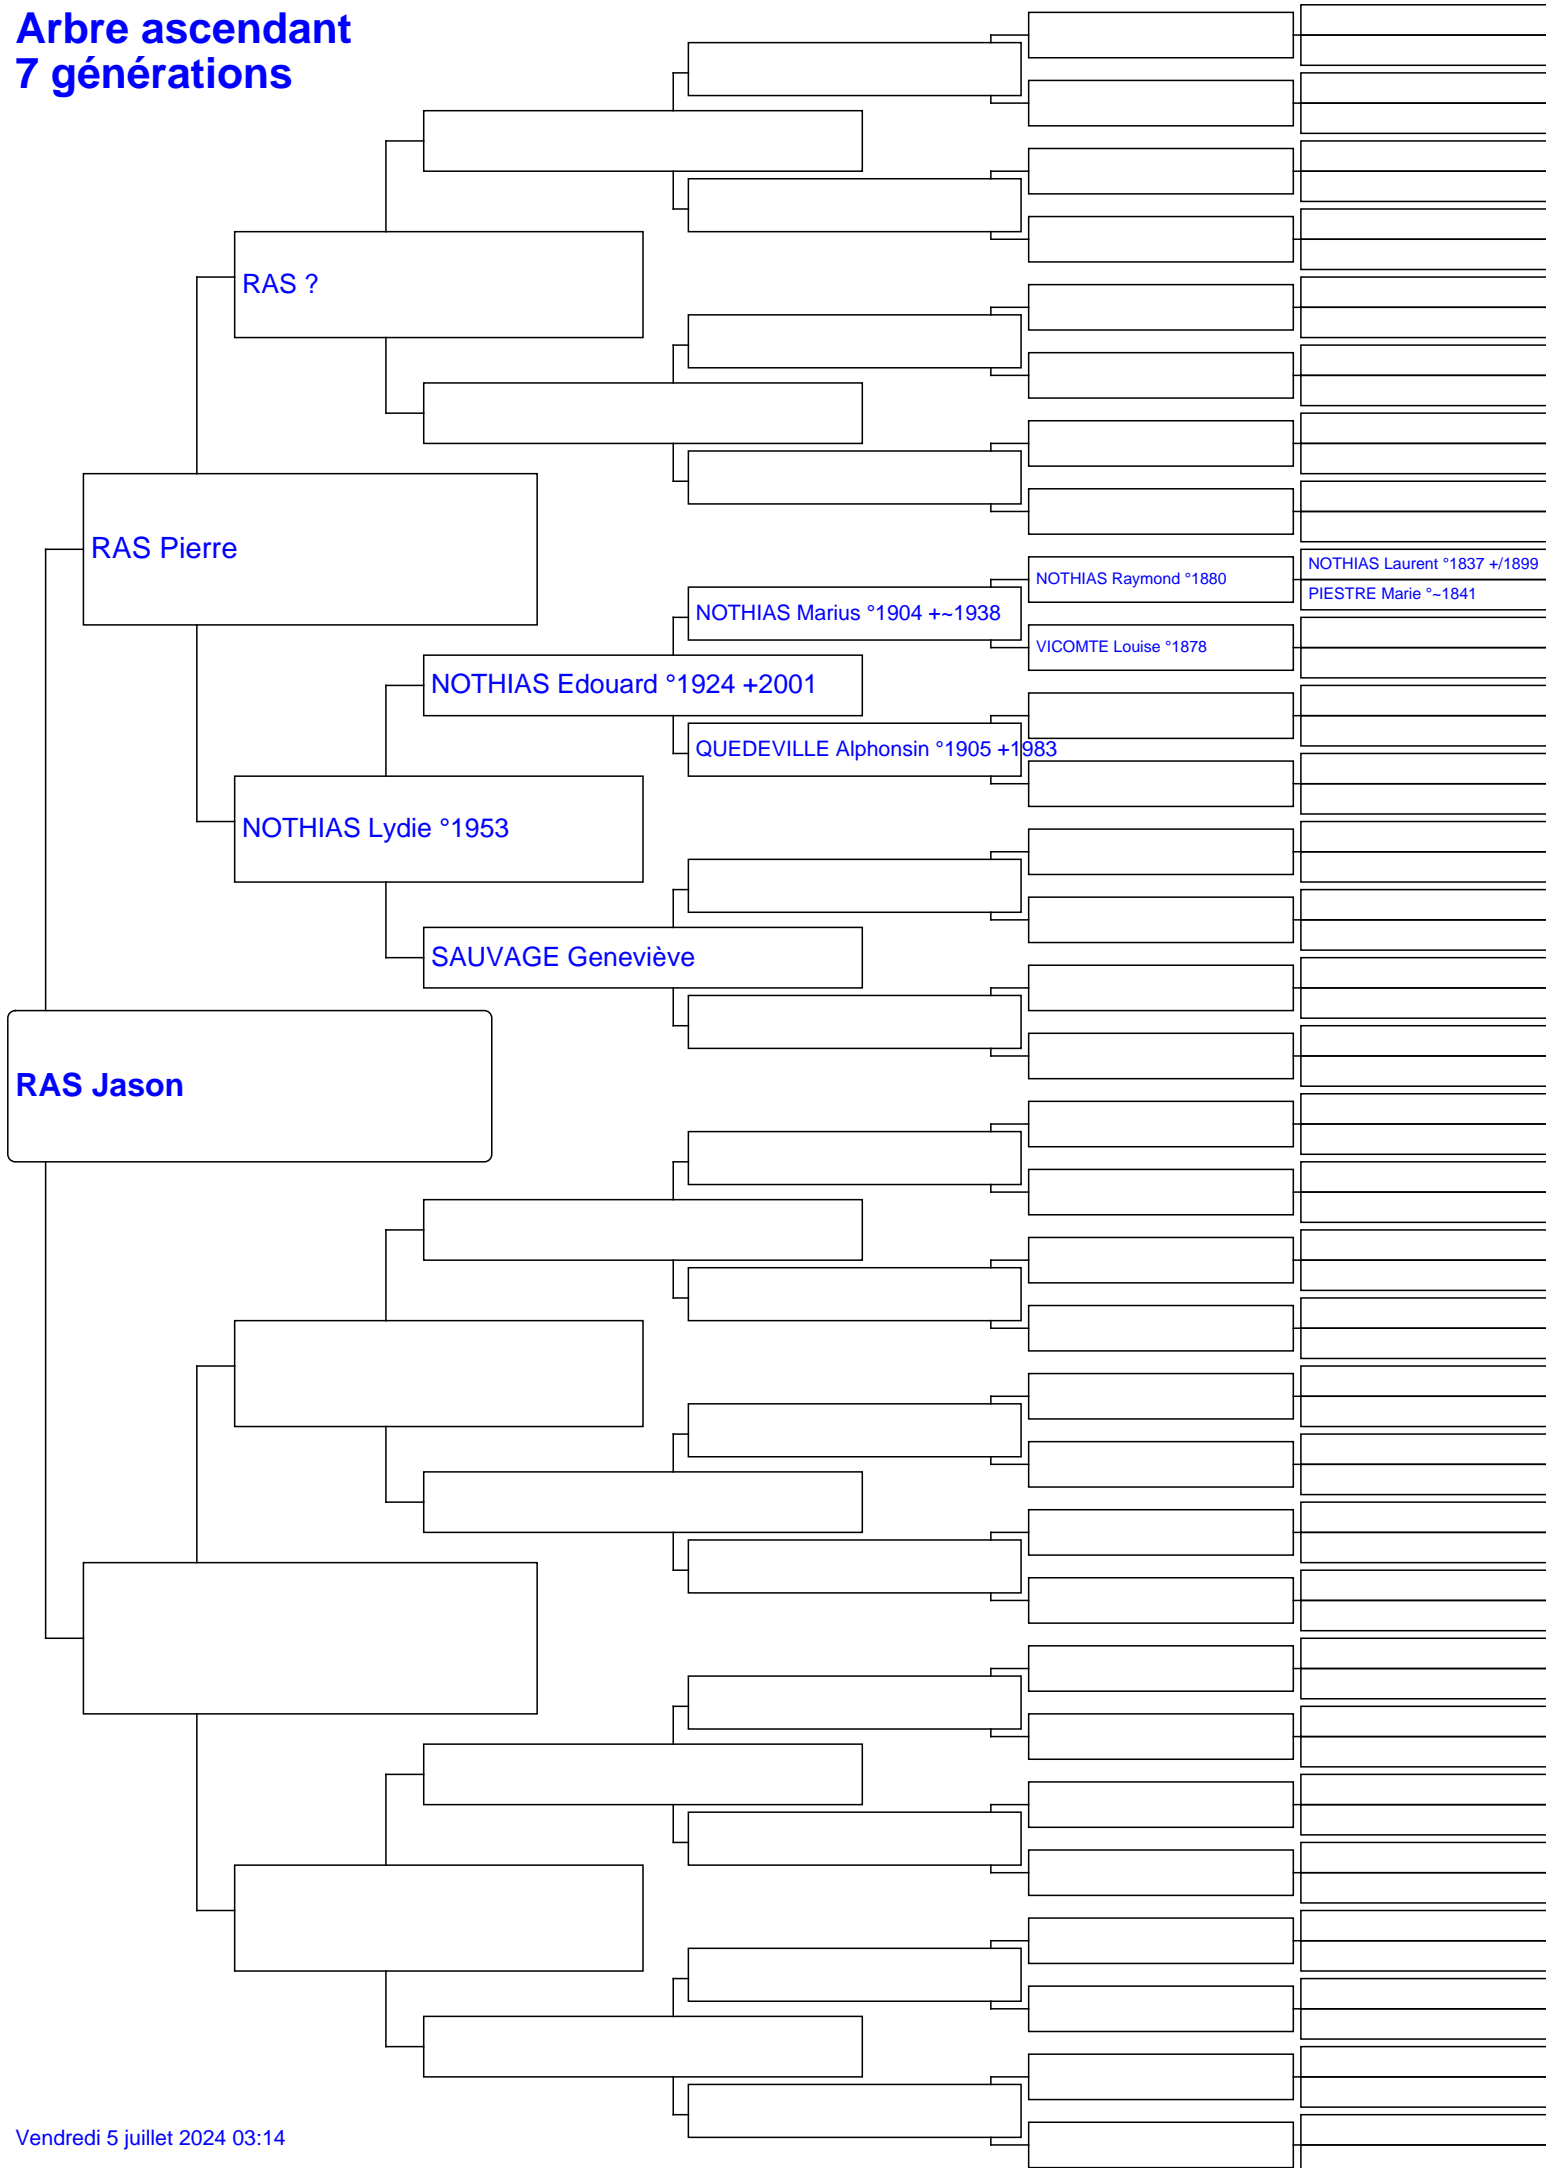 Arbre ascendant
7 générations
RAS ?
RAS Pierre
NOTHIAS Laurent °1837 +/1899
NOTHIAS Raymond °1880
PIESTRE Marie °~1841
NOTHIAS Marius °1904 +~1938
VICOMTE Louise °1878
NOTHIAS Edouard °1924 +2001
QUEDEVILLE Alphonsin °1905 +1983
NOTHIAS Lydie °1953
SAUVAGE Geneviève
RAS Jason
Vendredi 5 juillet 2024 03:14